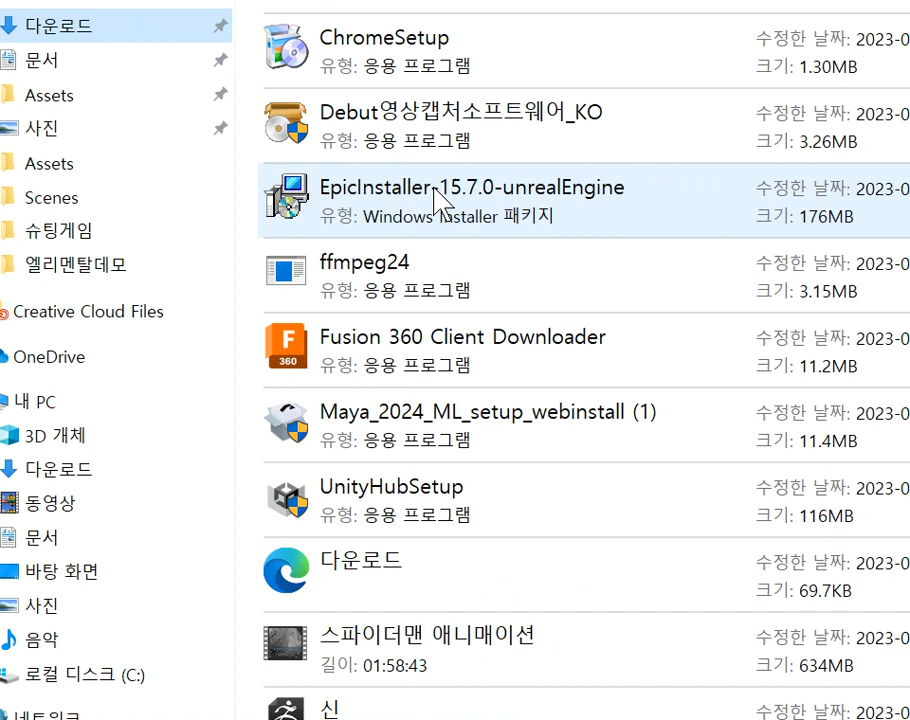 다운로드
문서
Assets
사진
Assets
Scenes
슈팅게임
엘리멘탈데모
Creative Cloud Files
OneDrive
내 PC
3D 개체
다운로드
동영상
문서
바탕 화면
사진
음악
로컬 디스크 (C:)
네트워크
ChromeSetup
수정한 날짜: 2023-0
유형: 응용 프로그램
크기: 1.30MB
Debut영상캡처소프트웨어_KO
수정한 날짜: 2023-0
유형: 응용 프로그램
크기: 3.26MB
EpicInstaller-15.7.0-unrealEngine
수정한 날짜: 2023-0
유형: Windows Installer 패키지
크기: 176MB
ffmpeg24
수정한 날짜: 2023-0
유형: 응용 프로그램
크기: 3.15MB
F
360
Fusion 360 Client Downloader
수정한 날짜: 2023-0
유형: 응용 프로그램
크기: 11.2MB
Maya_2024_ML_setup_webinstall (1)
수정한 날짜: 2023-0
유형: 응용 프로그램
크기: 11.4MB
UnityHubSetup
수정한 날짜: 2023-0
유형: 응용 프로그램
크기: 116MB
다운로드
수정한 날짜: 2023-0
크기: 69.7KB
스파이더맨 애니매이션
수정한 날짜: 2023-0
길이: 01:58:43
크기: 634MB
신
수정한 날짜: 2023-0